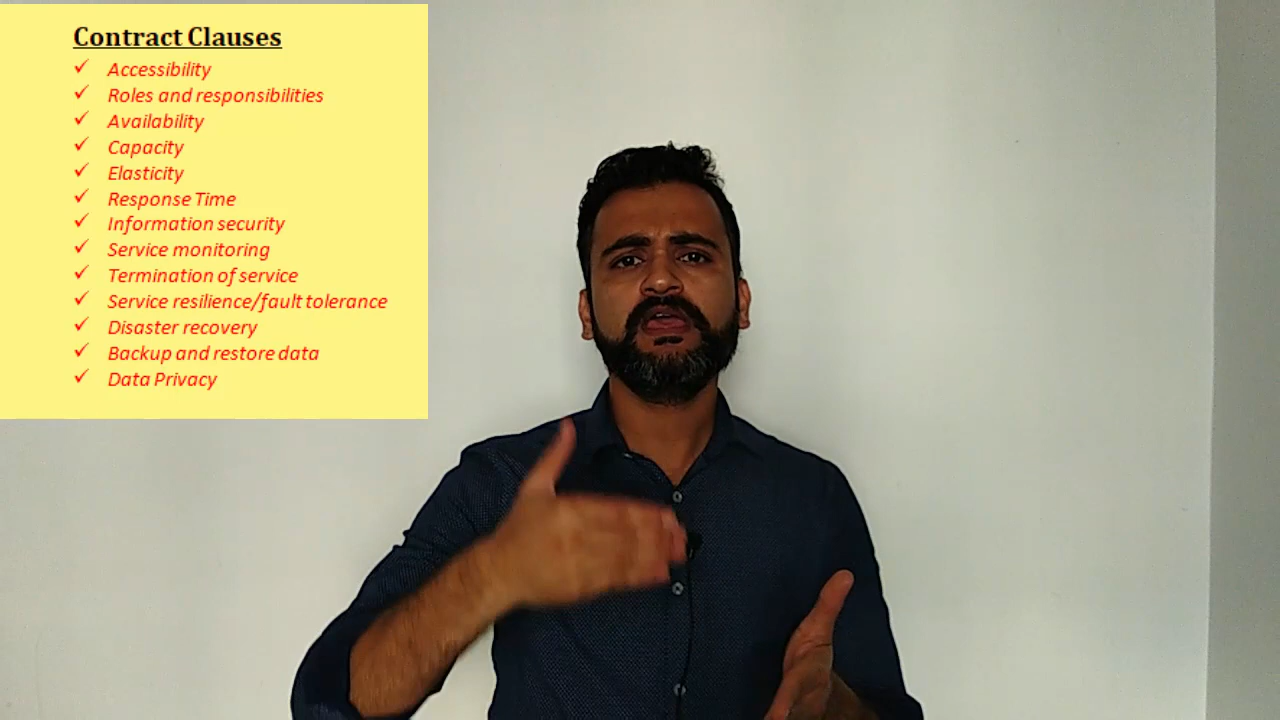 Contract Clauses
✓ Accessibility
✓ Roles and responsibilities
✓ Availability
✓ Capacity
✓ Elasticity
✓ Response Time
✓ Information security
✓ Service monitoring
✓ Termination of service
✓ Service resilience/fault tolerance
✓ Disaster recovery
✓ Backup and restore data
✓ Data Privacy